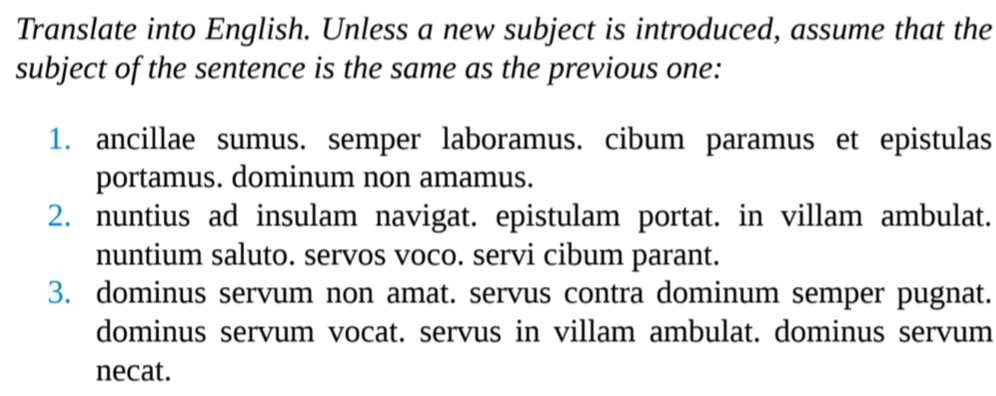 Translate into English. Unless a new subject is introduced, assume that the
subject of the sentence is the same as the previous one:
1. ancillae sumus. semper laboramus. cibum paramus et epistulas
portamus. dominum non amamus.
2. nuntius ad insulam navigat. epistulam portat. in villam ambulat.
nuntium saluto. servos voco. servi cibum parant.
3. dominus servum non amat. servus contra dominum semper pugnat.
dominus servum vocat. servus in villam ambulat. dominus servum
necat.